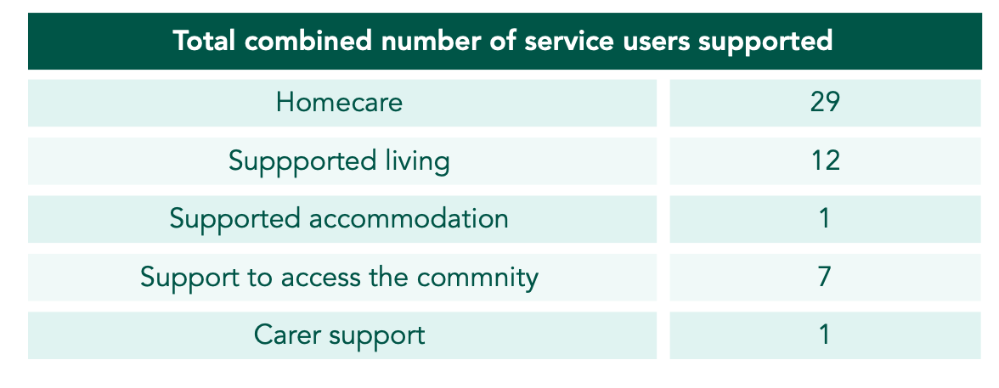 Total combined number of service users supported
Homecare 29
Suppported living 12
Supported accommodation 1
Support to access the commnity 7
Carer support 1